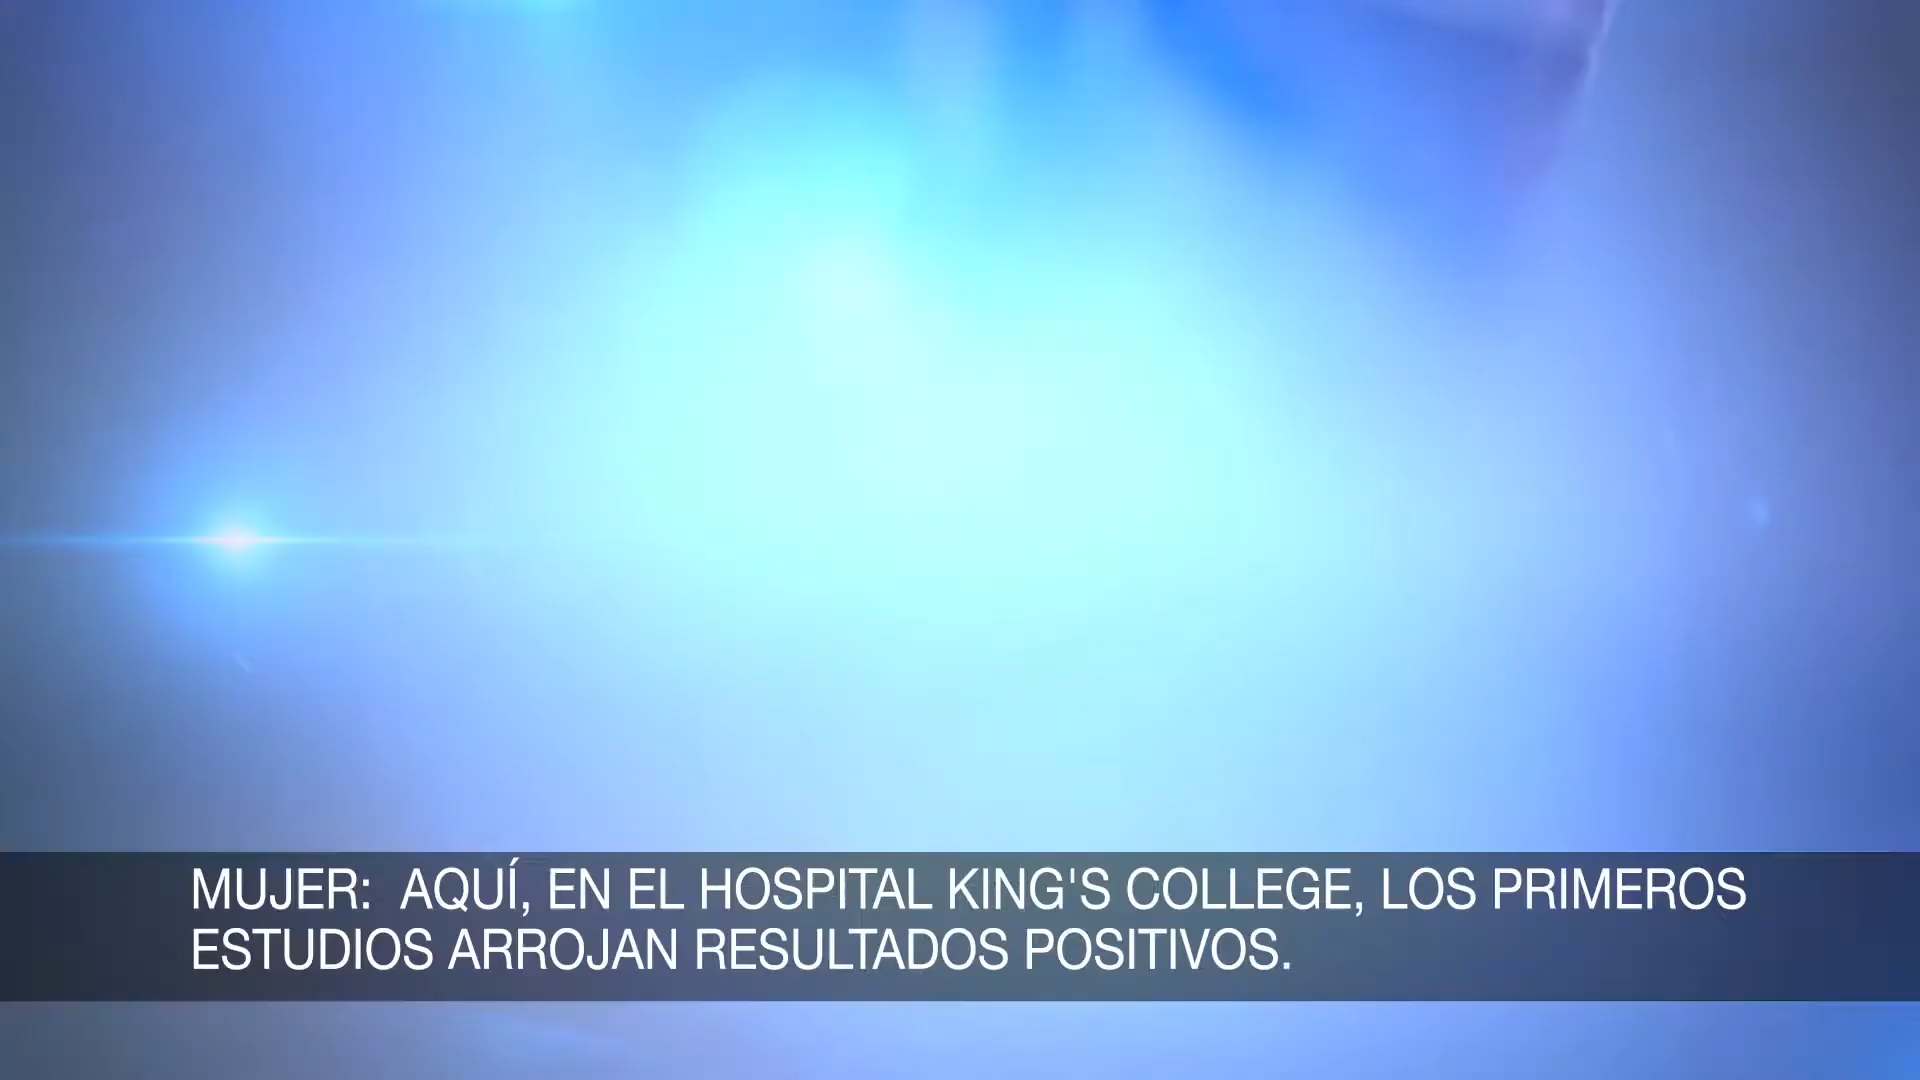 MUJER:  AQUÍ, EN EL HOSPITAL KING'S COLLEGE, LOS PRIMEROS
ESTUDIOS ARROJAN RESULTADOS POSITIVOS.